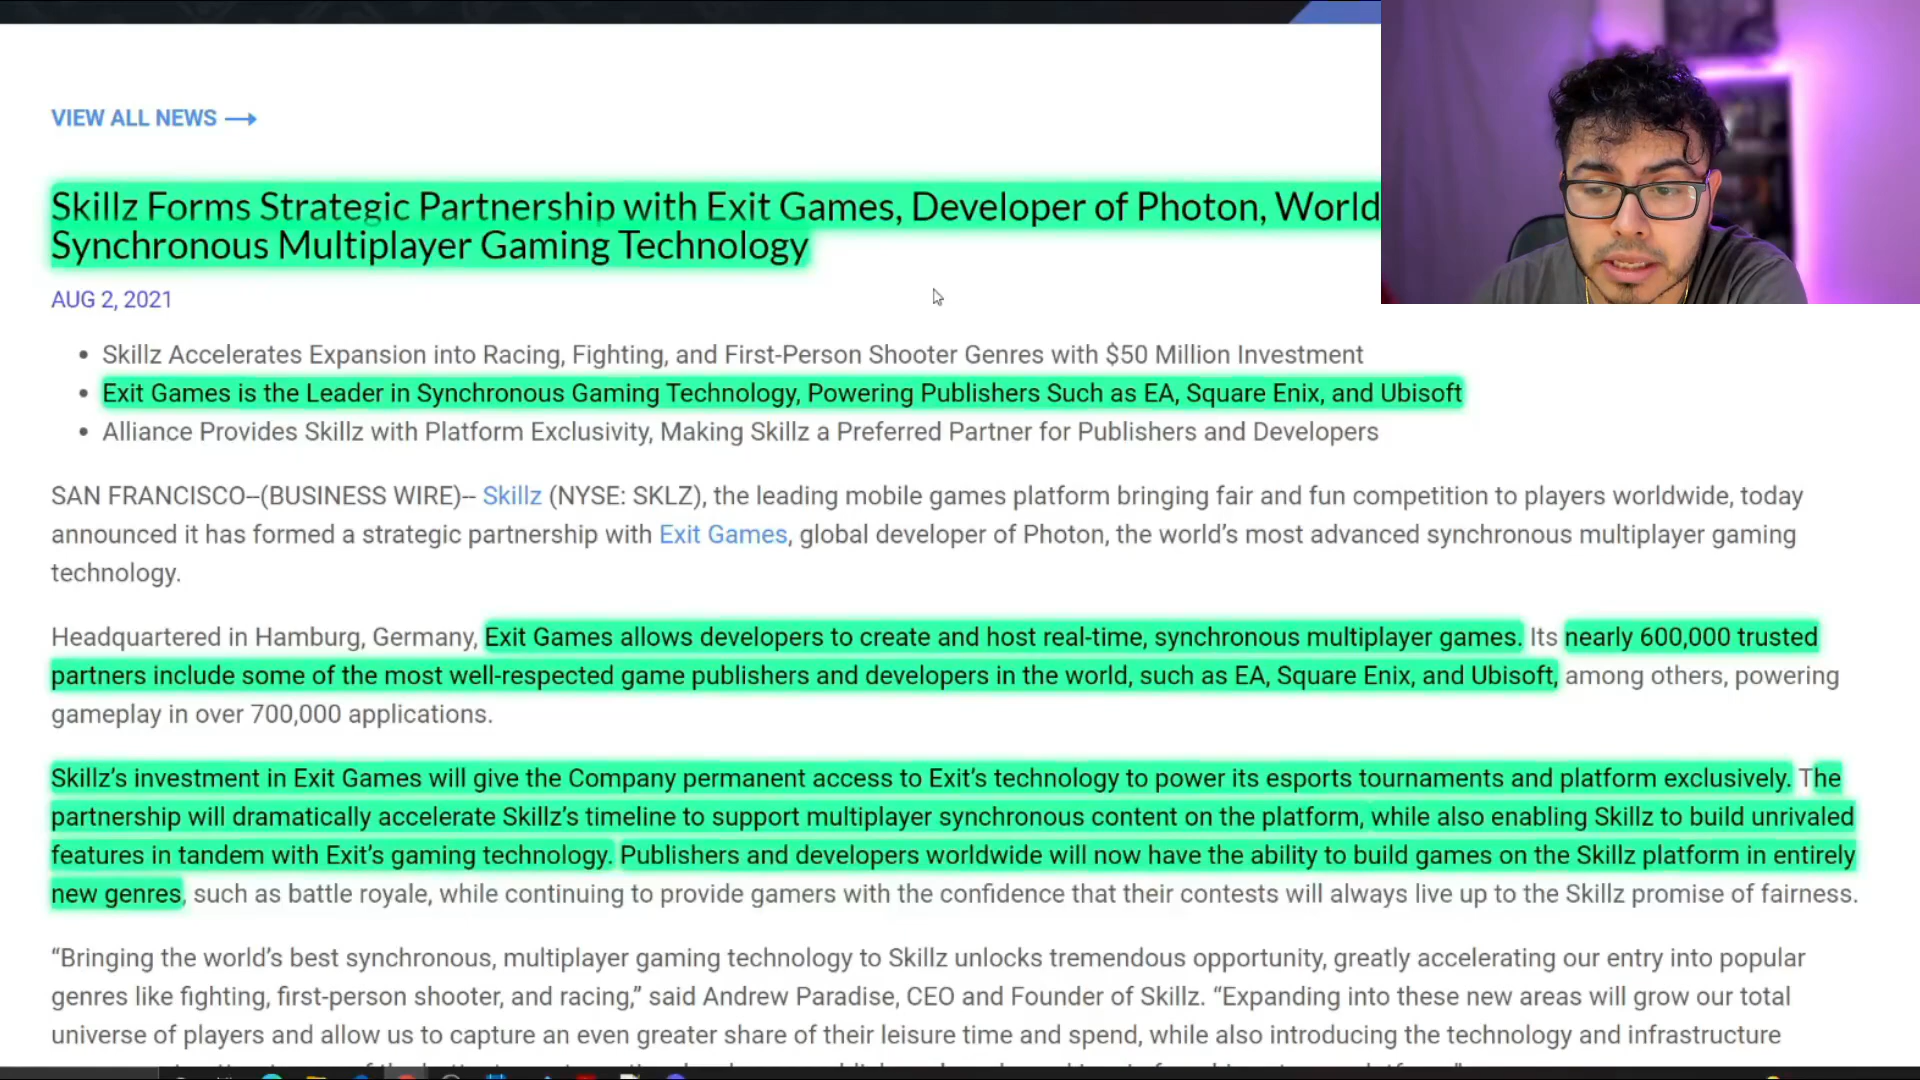 VIEW ALL NEWS
Skillz Forms Strategic Partnership with Exit Games, Developer of Photon, World
Synchronous Multiplayer Gaming Technology
AUG 2, 2021
• Skillz Accelerates Expansion into Racing, Fighting, and First-Person Shooter Genres with $50 Million Investment
• Exit Games is the Leader in Synchronous Gaming Technology, Powering Publishers Such as EA, Square Enix, and Ubisoft
• Alliance Provides Skillz with Platform Exclusivity, Making Skillz a Preferred Partner for Publishers and Developers
SAN FRANCISCO--(BUSINESS WIRE)-- Skillz (NYSE: SKLZ), the leading mobile games platform bringing fair and fun competition to players worldwide, today
announced it has formed a strategic partnership with Exit Games, global developer of Photon, the world's most advanced synchronous multiplayer gaming
technology.
Headquartered in Hamburg, Germany, Exit Games allows developers to create and host real-time, synchronous multiplayer games. Its nearly 600,000 trusted
partners include some of the most well-respected game publishers and developers in the world, such as EA, Square Enix, and Ubisoft, among others, powering
gameplay in over 700,000 applications.
Skillz's investment in Exit Games will give the Company permanent access to Exit's technology to power its esports tournaments and platform exclusively. The
partnership will dramatically accelerate Skillz's timeline to support multiplayer synchronous content on the platform, while also enabling Skillz to build unrivaled
features in tandem with Exit's gaming technology. Publishers and developers worldwide will now have the ability to build games on the Skillz platform in entirely
new genres, such as battle royale, while continuing to provide gamers with the confidence that their contests will always live up to the Skillz promise of fairness.
“Bringing the world's best synchronous, multiplayer gaming technology to Skillz unlocks tremendous opportunity, greatly accelerating our entry into popular
genres like fighting, first-person shooter, and racing,” said Andrew Paradise, CEO and Founder of Skillz. “Expanding into these new areas will grow our total
universe of players and allow us to capture an even greater share of their leisure time and spend, while also introducing the technology and infrastructure